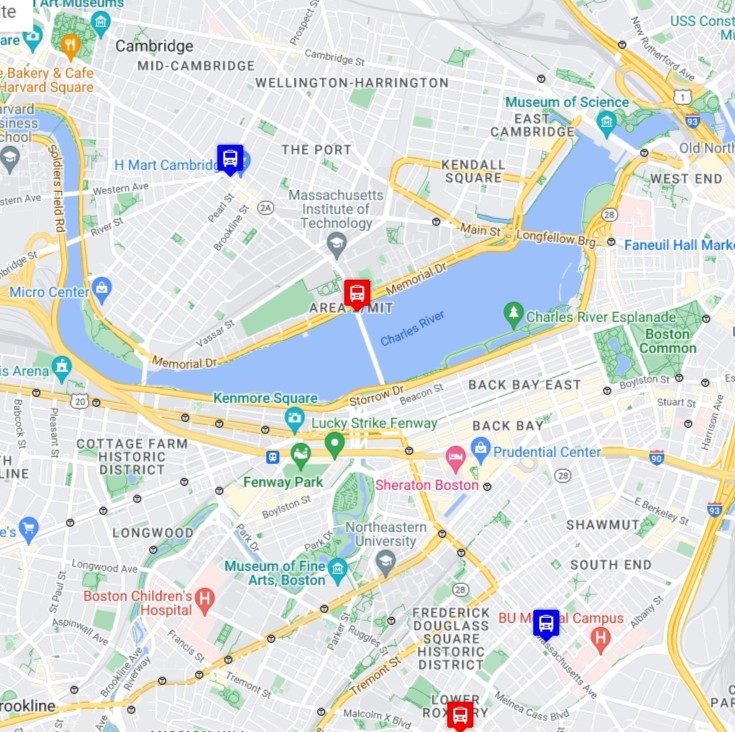 te
Cambridge
MID-CAMBRIDGE
Prospect S
Cambridge St
WELLINGTON-HARRINGTON
USS Const
New Rutherford Ave
are
Art Museums
Bakery & Cafe
Harvard Square
arvard
siness
chool
1
93
Museum of Science
EAST
CAMBRIDGE
Old North
THE PORT
KENDALL
SQUARE
WEST END
H Mart Cambridg
Western Ave
Western Ave
Soldiers Field Rd
Pearl St
Brookline St
2A
River St
Massachusetts
Institute of
Technology
Main St
Longfellow Brg
28
Faneuil Hall Mark
mbridge St
Micro Center
Memorial Dr
AREA
MIT
Charles River
Charles River Esplanade
Boston
Common
Vassar St
Memorial Dr
is Arena
20
Kenmore Square
Storrow Dr
Beacon St
BACK BAY EAST
Boylston St
Stuart St
Harrison Ave
Babcock St
Pleasant St
Lucky Strike Fenway
BACK BAY
COTTAGE FARM
HISTORIC
DISTRICT
Prudential Center
90
Fenway Park
Sheraton Boston
28
LINE
Boylston St
E Berkeley St
93
e's
LONGWOOD
Park Dr
Park Dr
Northeastern
University
SHAWMUT
Longwood Ave
SOUTH END
St Paul St
Museum of Fine
Arts, Boston
Boston Children's
Hospital
28
FREDERICK
DOUGLASS
SQUARE
HISTORIC
DISTRICT
BU M
al Campus
Albany St
Aspinwall Ave
Parker St
Ruggles St
Francis St
Massachusetts Ave
Brookline Ave
Riverway
Tremont St
Tremont St
LOWER
ROXBURY
Melnea Cass Blvd
Malcolm X Blvd
rookline
PAR